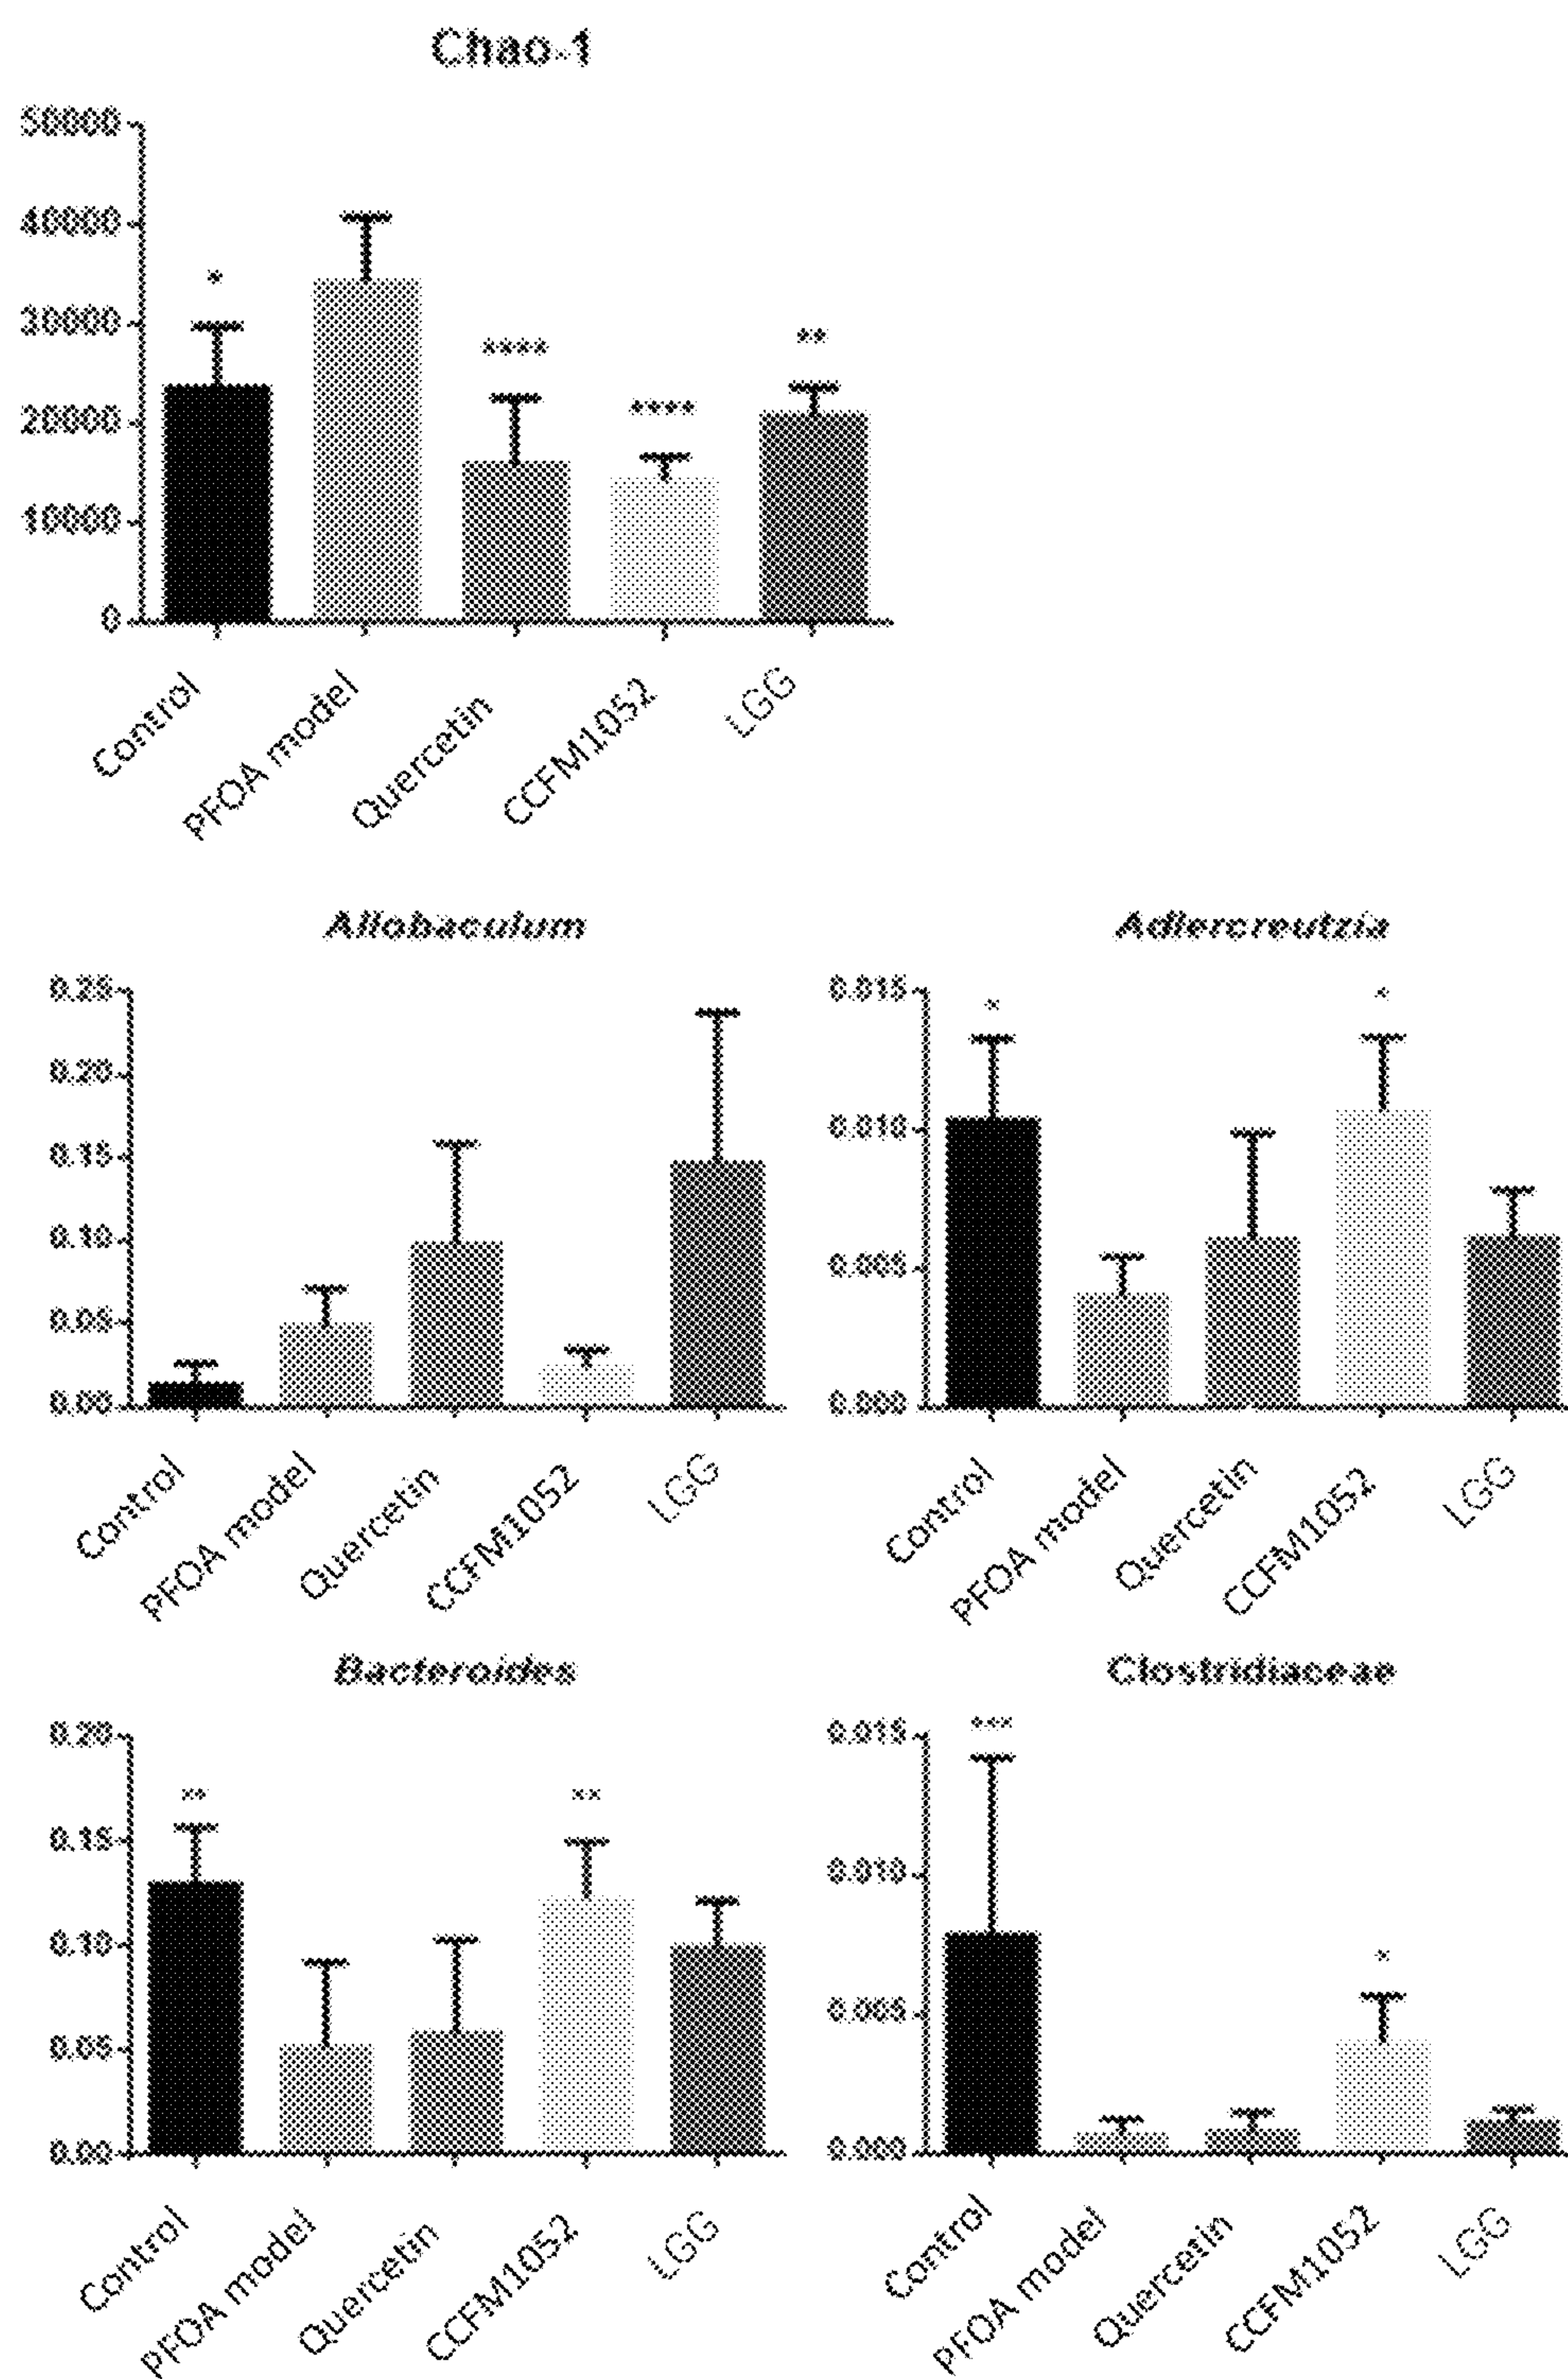 Chao-1
50000
40000
*
30000
****
**
20000
****
10000
0
Control
PFOA model
Quercetin
CCFM1052
LGG
Allobaculum
0.25
0.20
0.15
0.10
0.05
0.00
Control
PFOA model
Quercetin
CCFM1052
LGG
Adlercreutzia
0.015
*
*
0.010
0.005
0.000
Control
PFOA model
Quercetin
CCFM1052
LGG
Bacteroides
0.20
**
**
0.15
0.10
0.05
0.00
Control
PFOA model
Quercetin
CCFM1052
LGG
Clostridiaceae
***
0.015
0.010
*
0.005
0.000
Control
PFOA model
Quercetin
CCFM1052
LGG